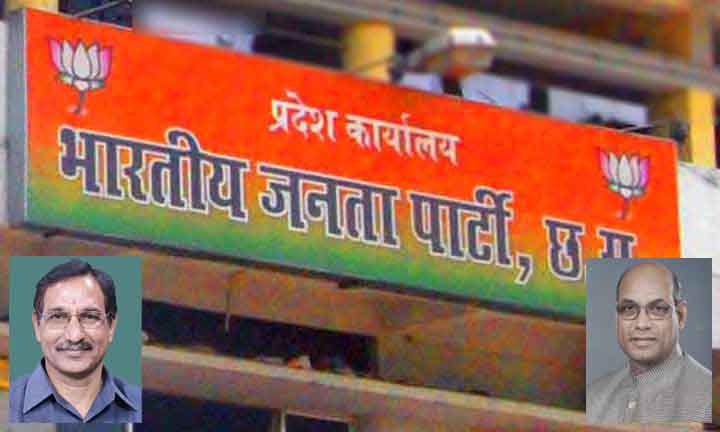 प्रदेश कार्यालय
भारतीय जनता पार्टी, छ